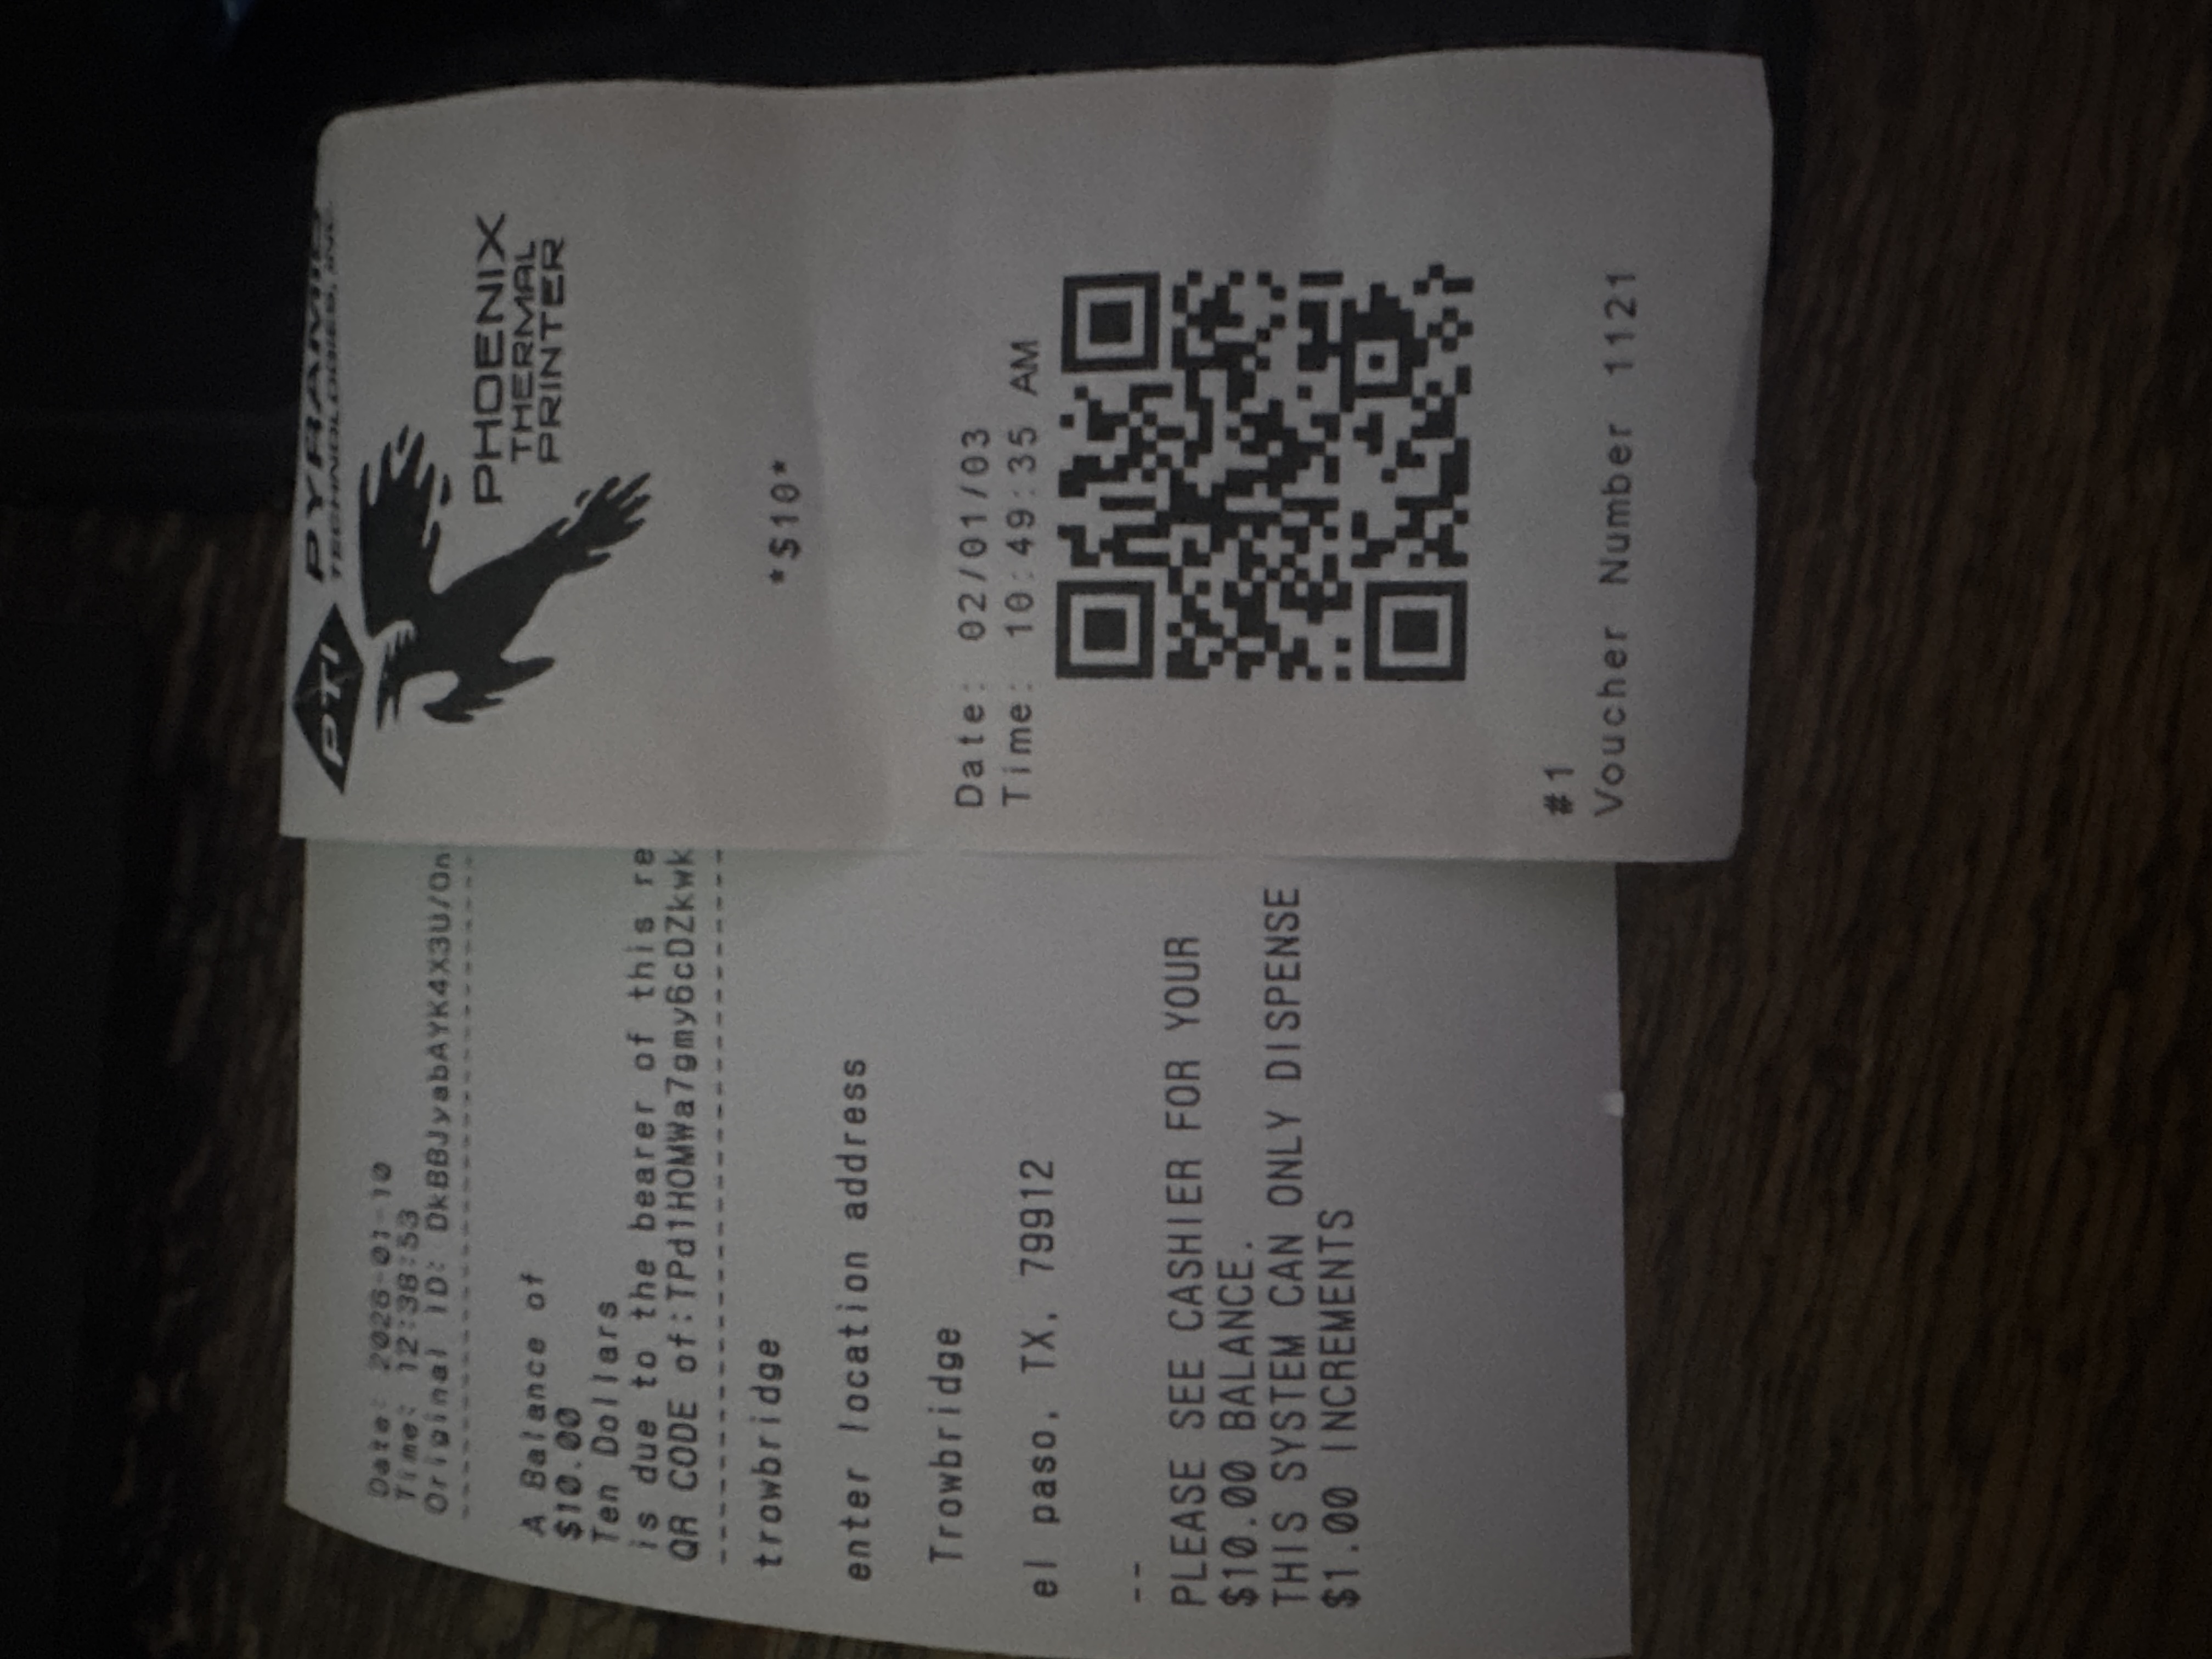 PTI PYRAMID
TECHNOLOGIES, INC.
PHOENIX
THERMAL
PRINTER
*$10*
Date: 02/01/03
Time: 10:49:35 AM
#1
Voucher Number 1121
Date: 2026-01-10
Time: 12:38:53
Original ID: DkBBJyabAYK4X3U/On
------------------------------
A Balance of
$10.00
Ten Dollars
is due to the bearer of this re
QR CODE of:TPd1HOMWa7gmy6cDZkwk
------------------------------
trowbridge
enter location address
Trowbridge
el paso, TX, 79912
--
PLEASE SEE CASHIER FOR YOUR
$10.00 BALANCE.
THIS SYSTEM CAN ONLY DISPENSE
$1.00 INCREMENTS